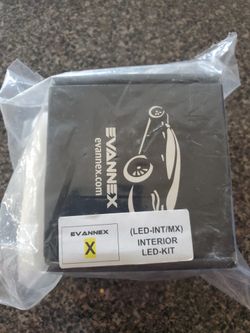 EVANNEX
evannex.com
EVANNEX
X
(LED-INT/MX)
INTERIOR
LED-KIT